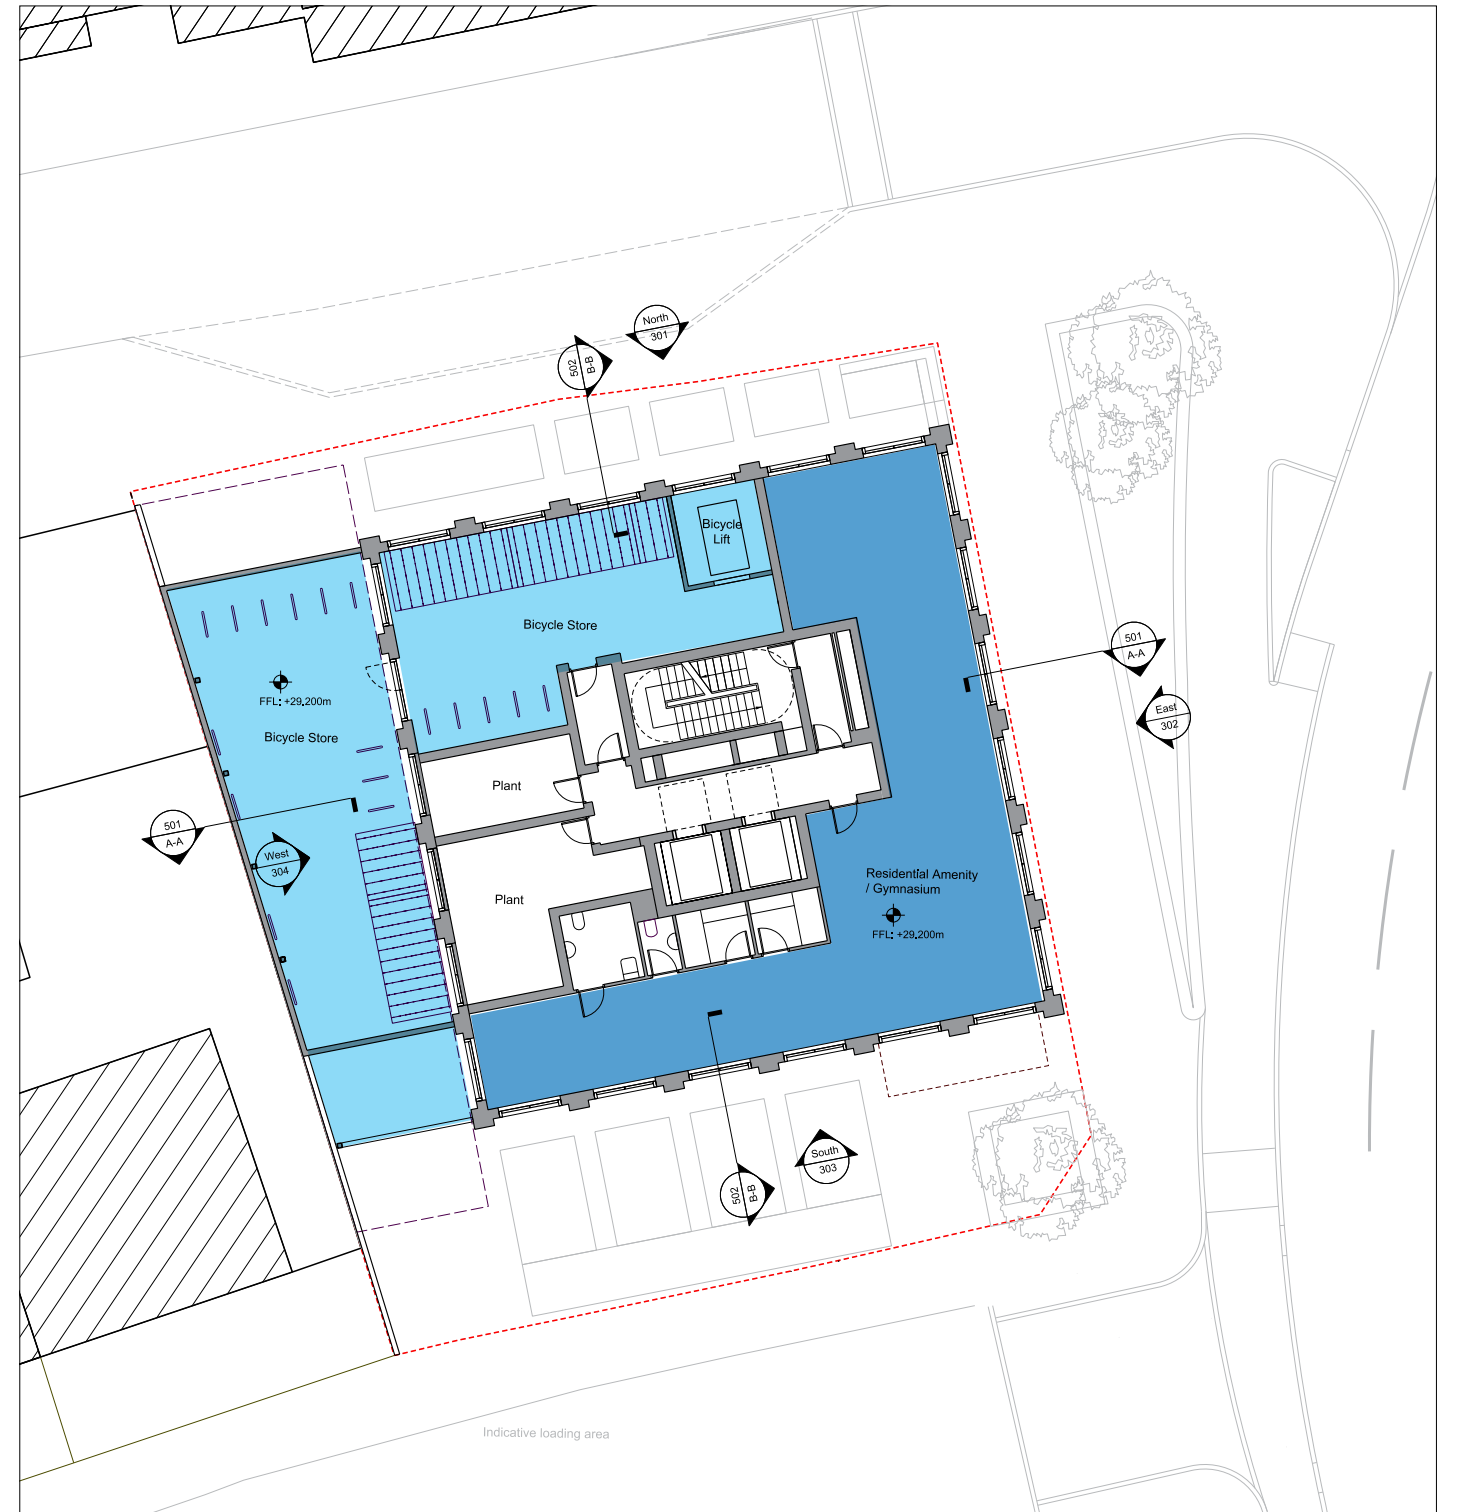 North
301
502
B-B
Bicycle
Lift
Bicycle Store
501
A-A
FFL: +29.200m
East
302
Bicycle Store
Plant
501
A-A
West
304
Residential Amenity
/ Gymnasium
Plant
FFL: +29.200m
South
303
502
B-B
Indicative loading area